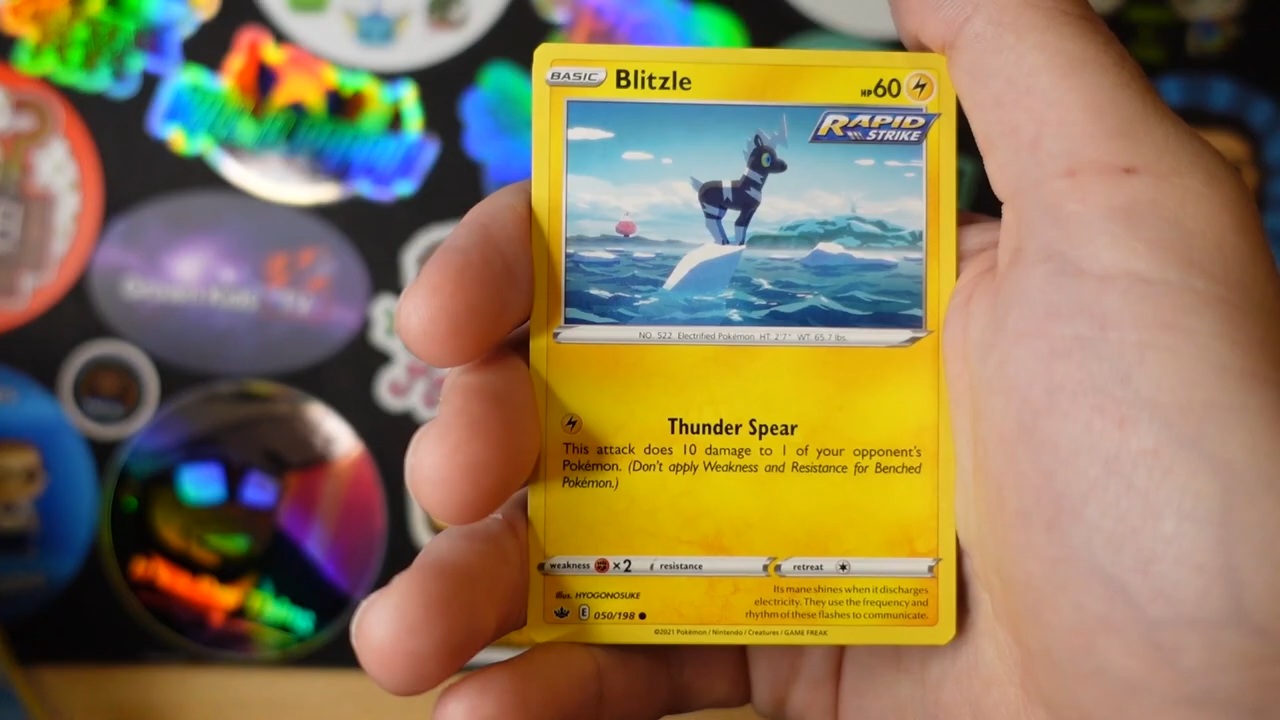 BASIC Blitzle HP60
RAPID STRIKE
NO. 522 Electrified Pokémon HT: 2'7" WT: 65.7 lbs.
Thunder Spear
This attack does 10 damage to 1 of your opponent's
Pokémon. (Don't apply Weakness and Resistance for Benched
Pokémon.)
weakness ×2 resistance retreat
Illus. HYOGONOSUKE
E 050/198
Its mane shines when it discharges
electricity. They use the frequency and
rhythm of these flashes to communicate.
©2021 Pokémon / Nintendo / Creatures / GAME FREAK